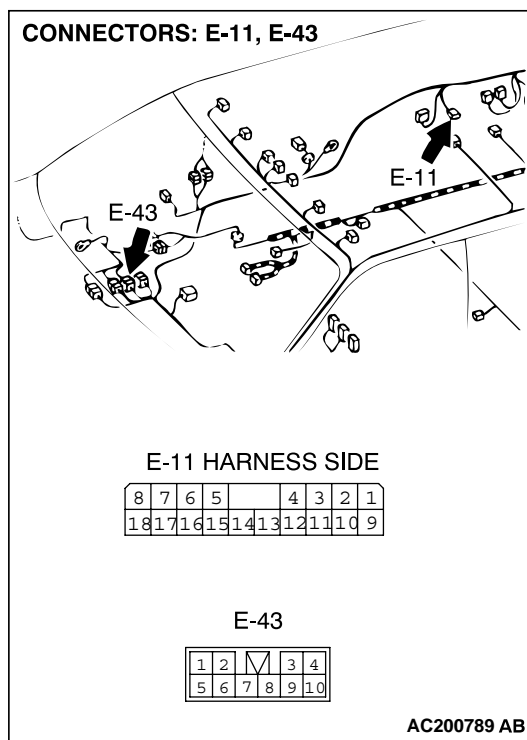 CONNECTORS: E-11, E-43
E-11
E-43
E-11 HARNESS SIDE
8 7 6 5 4 3 2 1
18 17 16 15 14 13 12 11 10 9
E-43
1 2 3 4
5 6 7 8 9 10
AC200789 AB